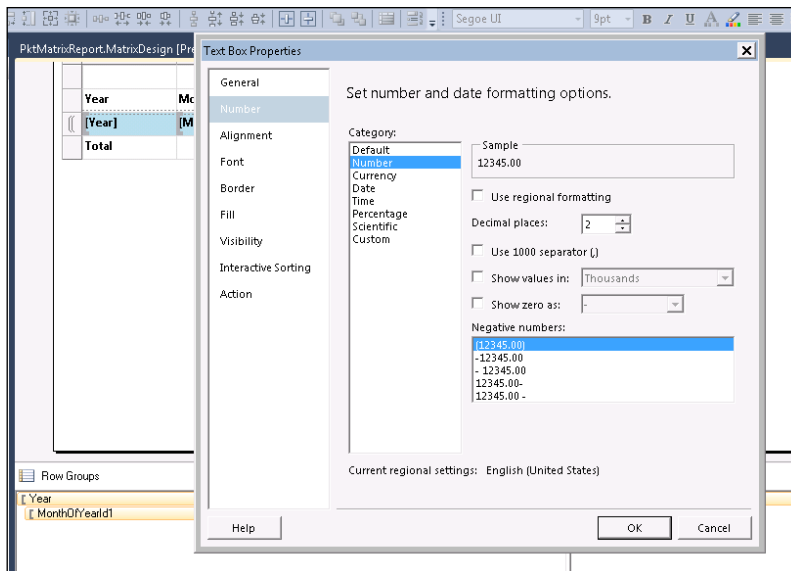 Segoe UI
9pt
B I U A
PktMatrixReport.MatrixDesign [Pre
Text Box Properties
Year
Mo
[Year]
[M
Total
General
Number
Alignment
Font
Border
Fill
Visibility
Interactive Sorting
Action
Set number and date formatting options.
Category:
Default
Number
Currency
Date
Time
Percentage
Scientific
Custom
Sample
12345.00
Use regional formatting
Decimal places:
2
Use 1000 separator (,)
Show values in:
Thousands
Show zero as:
-
Negative numbers:
(12345.00)
-12345.00
- 12345.00
12345.00-
12345.00 -
Current regional settings: English (United States)
Row Groups
[ Year
[ MonthOfYearId1
Help
OK
Cancel